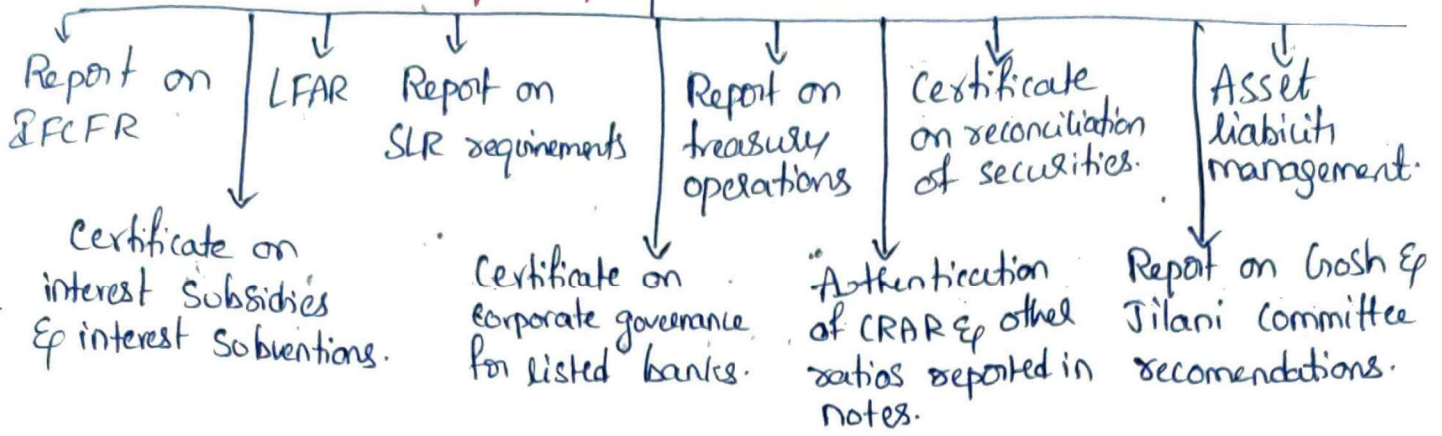 Report on
IFCFR
LFAR
Report on
SLR requirements
Report on
treasury
operations
Certificate
on reconciliation
of securities.
Asset
liability
management.
Certificate on
interest subsidies
& interest Sobventions.
Certificate on
corporate governance
for listed banks.
Authentication
of CRAR & other
ratios reported in
notes.
Report on Gosh &
Jilani Committee
recomendations.